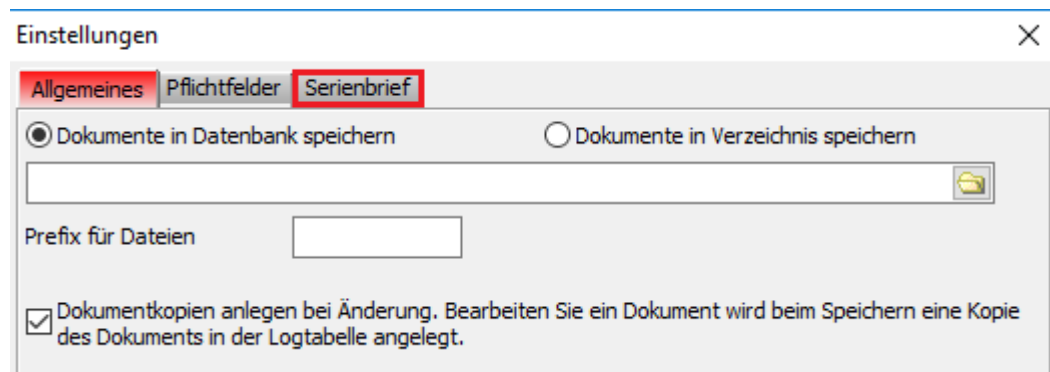 Einstellungen
Allgemeines Pflichtfelder Serienbrief
Dokumente in Datenbank speichern Dokumente in Verzeichnis speichern
Prefix für Dateien
Dokumentkopien anlegen bei Änderung. Bearbeiten Sie ein Dokument wird beim Speichern eine Kopie
des Dokuments in der Logtabelle angelegt.